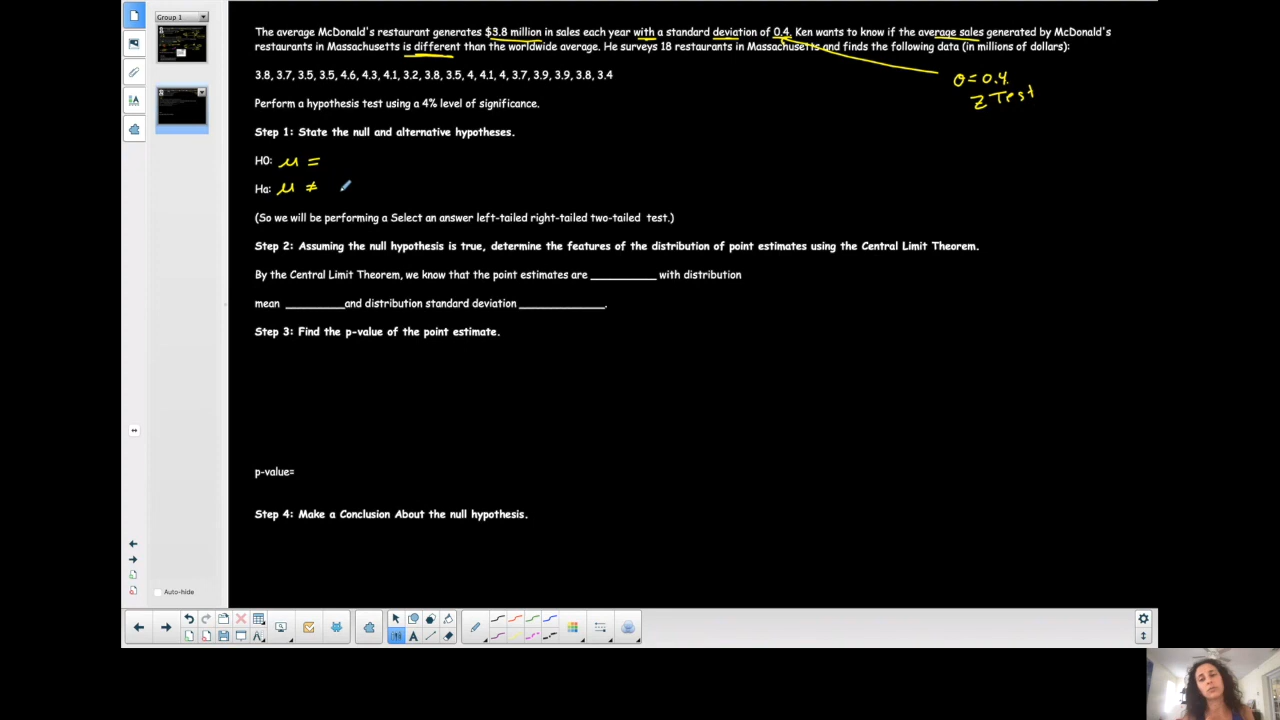 Group 1
The average McDonald's restaurant generates $3.8 million in sales each year with a standard deviation of 0.4. Ken wants to know if the average sales generated by McDonald's
restaurants in Massachusetts is different than the worldwide average. He surveys 18 restaurants in Massachusetts and finds the following data (in millions of dollars):
3.8, 3.7, 3.5, 3.5, 4.6, 4.3, 4.1, 3.2, 3.8, 3.5, 4, 4.1, 4, 3.7, 3.9, 3.9, 3.8, 3.4
σ = 0.4
Z Test
Perform a hypothesis test using a 4% level of significance.
Step 1: State the null and alternative hypotheses.
H0: μ =
Ha: μ ≠
(So we will be performing a Select an answer left-tailed right-tailed two-tailed test.)
Step 2: Assuming the null hypothesis is true, determine the features of the distribution of point estimates using the Central Limit Theorem.
By the Central Limit Theorem, we know that the point estimates are __________ with distribution
mean _________and distribution standard deviation _____________.
Step 3: Find the p-value of the point estimate.
p-value=
Step 4: Make a Conclusion About the null hypothesis.
Auto-hide